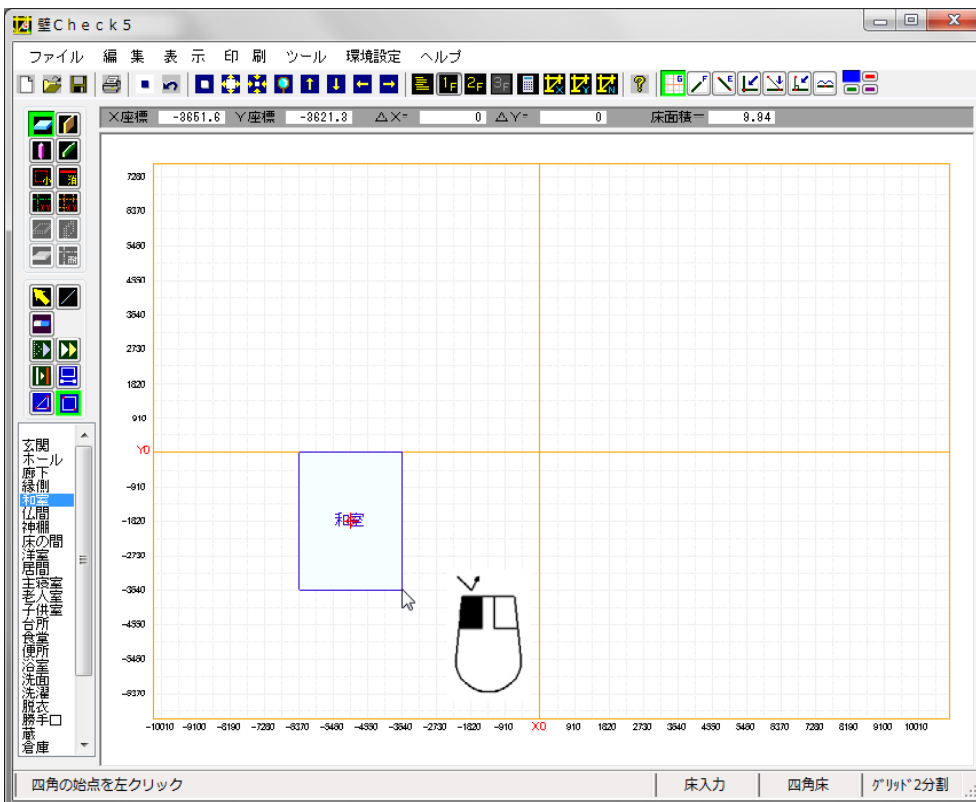 壁Check5
ファイル 編 集 表 示 印 刷 ツール 環境設定 ヘルプ
1F 2F 3F
X座標 -3651.6 Y座標 -3621.3 △X= 0 △Y= 0 床面積= 9.94
小 消
7280
6370
5460
4550
3640
2730
1820
910
Y0
-910
-1820
-2730
-3640
-4550
-5460
-6370
和室
-10010 -9100 -8190 -7280 -6370 -5460 -4550 -3640 -2730 -1820 -910 X0 910 1820 2730 3640 4550 5460 6370 7280 8190 9100 10010
玄関
ホール
廊下
縁側
和室
仏間
神棚
床の間
洋室
居間
主寝室
老人室
子供室
台所
食堂
便所
浴室
洗面
洗濯
脱衣
勝手口
蔵
倉庫
四角の始点を左クリック 床入力 四角床 グリッド2分割